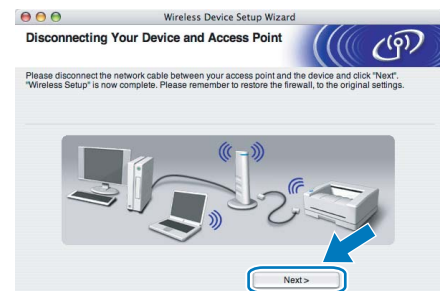 Wireless Device Setup Wizard
Disconnecting Your Device and Access Point
Please disconnect the network cable between your access point and the device and click "Next".
"Wireless Setup" is now complete. Please remember to restore the firewall, to the original settings.
Next >